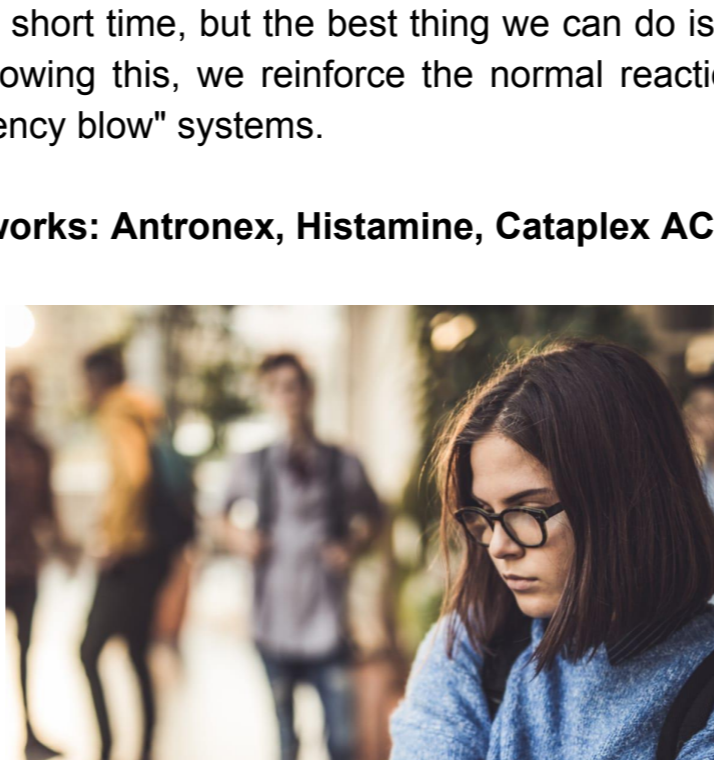 short time, but the best thing we can do is
owing this, we reinforce the normal reacti
ency blow" systems.
works: Antronex, Histamine, Cataplex AC